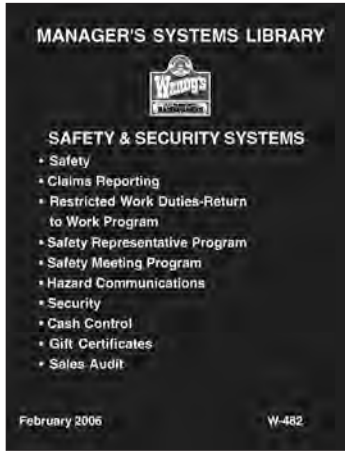 MANAGER'S SYSTEMS LIBRARY
WENDY'S
SAFETY & SECURITY SYSTEMS
• Safety
• Claims Reporting
• Restricted Work Duties-Return
to Work Program
• Safety Representative Program
• Safety Meeting Program
• Hazard Communications
• Security
• Cash Control
• Gift Certificates
• Sales Audit
February 2006 W-482